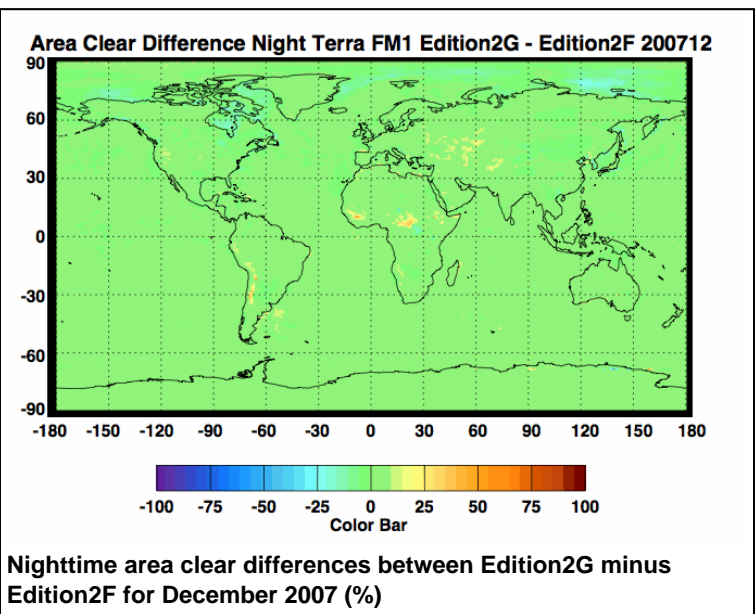 Area Clear Difference Night Terra FM1 Edition2G - Edition2F 200712
90
60
30
0
-30
-60
-90
-180 -150 -120 -90 -60 -30 0 30 60 90 120 150 180
-100 -75 -50 -25 0 25 50 75 100
Color Bar
Nighttime area clear differences between Edition2G minus
Edition2F for December 2007 (%)